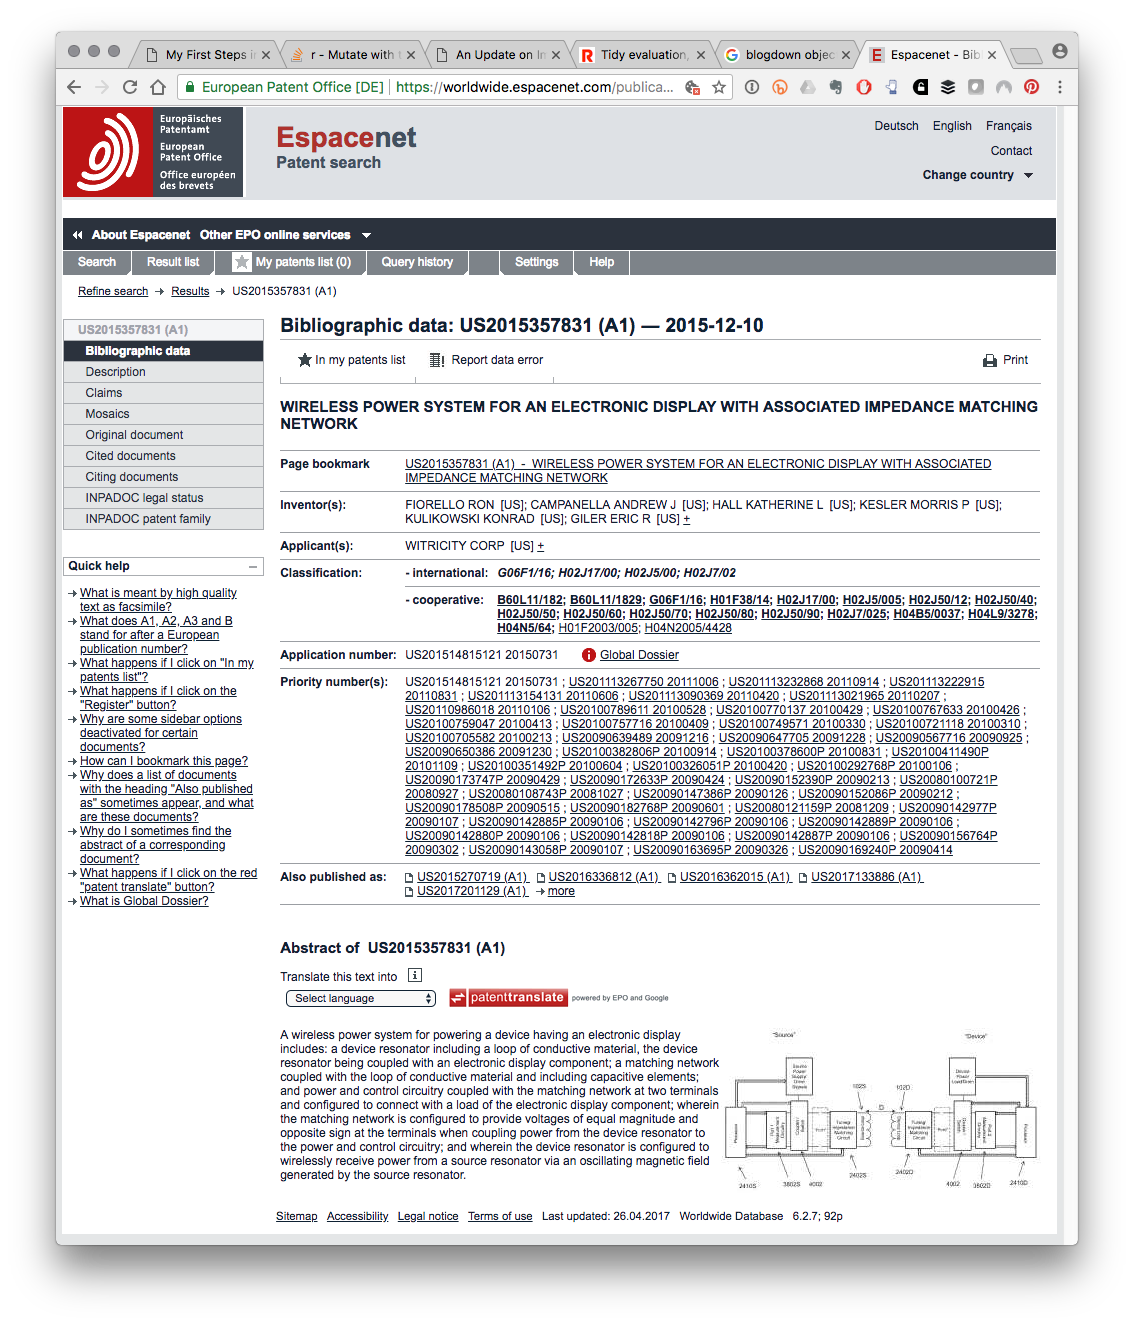 My First Steps i
r - Mutate with t
An Update on In
Tidy evaluation,
blogdown objec
Espacenet - Bib
European Patent Office [DE] | https://worldwide.espacenet.com/publica...
Europäisches
Patentamt
European
Patent Office
Office européen
des brevets
Espacenet
Patent search
Deutsch English Français
Contact
Change country
About Espacenet Other EPO online services
Search Result list My patents list (0) Query history Settings Help
Refine search → Results → US2015357831 (A1)
US2015357831 (A1)
Bibliographic data
Description
Claims
Mosaics
Original document
Cited documents
Citing documents
INPADOC legal status
INPADOC patent family
Quick help
→ What is meant by high quality
text as facsimile?
→ What does A1, A2, A3 and B
stand for after a European
publication number?
→ What happens if I click on "In my
patents list"?
→ What happens if I click on the
"Register" button?
→ Why are some sidebar options
deactivated for certain
documents?
→ How can I bookmark this page?
→ Why does a list of documents
with the heading "Also published
as" sometimes appear, and what
are these documents?
→ Why do I sometimes find the
abstract of a corresponding
document?
→ What happens if I click on the red
"patent translate" button?
→ What is Global Dossier?
Bibliographic data: US2015357831 (A1) — 2015-12-10
In my patents list Report data error Print
WIRELESS POWER SYSTEM FOR AN ELECTRONIC DISPLAY WITH ASSOCIATED IMPEDANCE MATCHING
NETWORK
Page bookmark US2015357831 (A1) - WIRELESS POWER SYSTEM FOR AN ELECTRONIC DISPLAY WITH ASSOCIATED
IMPEDANCE MATCHING NETWORK
Inventor(s): FIORELLO RON [US]; CAMPANELLA ANDREW J [US]; HALL KATHERINE L [US]; KESLER MORRIS P [US];
KULIKOWSKI KONRAD [US]; GILER ERIC R [US] +
Applicant(s): WITRICITY CORP [US] +
Classification: - international: G06F1/16; H02J17/00; H02J5/00; H02J7/02
- cooperative: B60L11/182; B60L11/1829; G06F1/16; H01F38/14; H02J17/00; H02J5/005; H02J50/12; H02J50/40;
H02J50/50; H02J50/60; H02J50/70; H02J50/80; H02J50/90; H02J7/025; H04B5/0037; H04L9/3278;
H04N5/64; H01F2003/005; H04N2005/4428
Application number: US201514815121 20150731 Global Dossier
Priority number(s): US201514815121 20150731 ; US201113267750 20111006 ; US201113232868 20110914 ; US201113222915
20110831 ; US201113154131 20110606 ; US201113090369 20110420 ; US201113021965 20110207 ;
US20110986018 20110106 ; US20100789611 20100528 ; US20100770137 20100429 ; US20100767633 20100426 ;
US20100759047 20100413 ; US20100757716 20100409 ; US20100749571 20100330 ; US20100721118 20100310 ;
US20100705582 20100213 ; US20090639489 20091216 ; US20090647705 20091228 ; US20090567716 20090925 ;
US20090650386 20091230 ; US20100382806P 20100914 ; US20100378600P 20100831 ; US20100411490P
20101109 ; US20100351492P 20100604 ; US20100326051P 20100420 ; US20100292768P 20100106 ;
US20090173747P 20090429 ; US20090172633P 20090424 ; US20090152390P 20090213 ; US20080100721P
20080927 ; US20080108743P 20081027 ; US20090147386P 20090126 ; US20090152086P 20090212 ;
US20090178508P 20090515 ; US20090182768P 20090601 ; US20080121159P 20081209 ; US20090142977P
20090107 ; US20090142885P 20090106 ; US20090142796P 20090106 ; US20090142889P 20090106 ;
US20090142880P 20090106 ; US20090142818P 20090106 ; US20090142887P 20090106 ; US20090156764P
20090302 ; US20090143058P 20090107 ; US20090163695P 20090326 ; US20090169240P 20090414
Also published as: US2015270719 (A1) US2016336812 (A1) US2016362015 (A1) US2017133886 (A1)
US2017201129 (A1) → more
Abstract of US2015357831 (A1)
Translate this text into i
Select language patenttranslate powered by EPO and Google
A wireless power system for powering a device having an electronic display
includes: a device resonator including a loop of conductive material, the device
resonator being coupled with an electronic display component; a matching network
coupled with the loop of conductive material and including capacitive elements;
and power and control circuitry coupled with the matching network at two terminals
and configured to connect with a load of the electronic display component; wherein
the matching network is configured to provide voltages of equal magnitude and
opposite sign at the terminals when coupling power from the device resonator to
the power and control circuitry; and wherein the device resonator is configured to
wirelessly receive power from a source resonator via an oscillating magnetic field
generated by the source resonator.
"Source" "Device"
102S 102D
D
2410S 3802S 4002 2402S 2402D 4002 3802D 2410D
Sitemap Accessibility Legal notice Terms of use Last updated: 26.04.2017 Worldwide Database 6.2.7; 92p